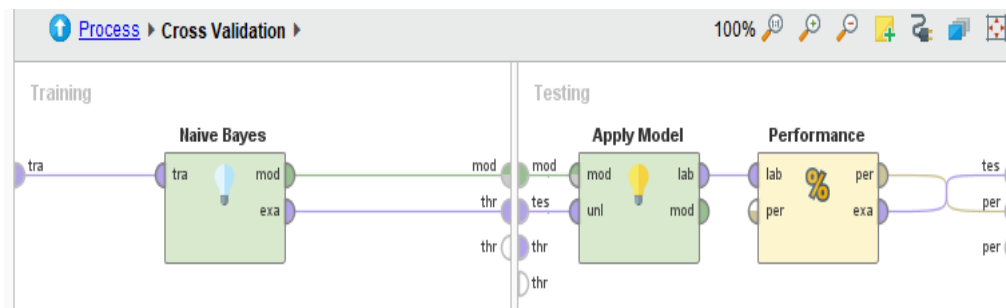 Process Cross Validation 100%
Training
Testing
Naive Bayes
Apply Model
Performance
tra
tra
mod
exa
mod
thr
thr
mod
tes
thr
thr
mod
unl
lab
mod
lab
per
per
exa
tes
per
per